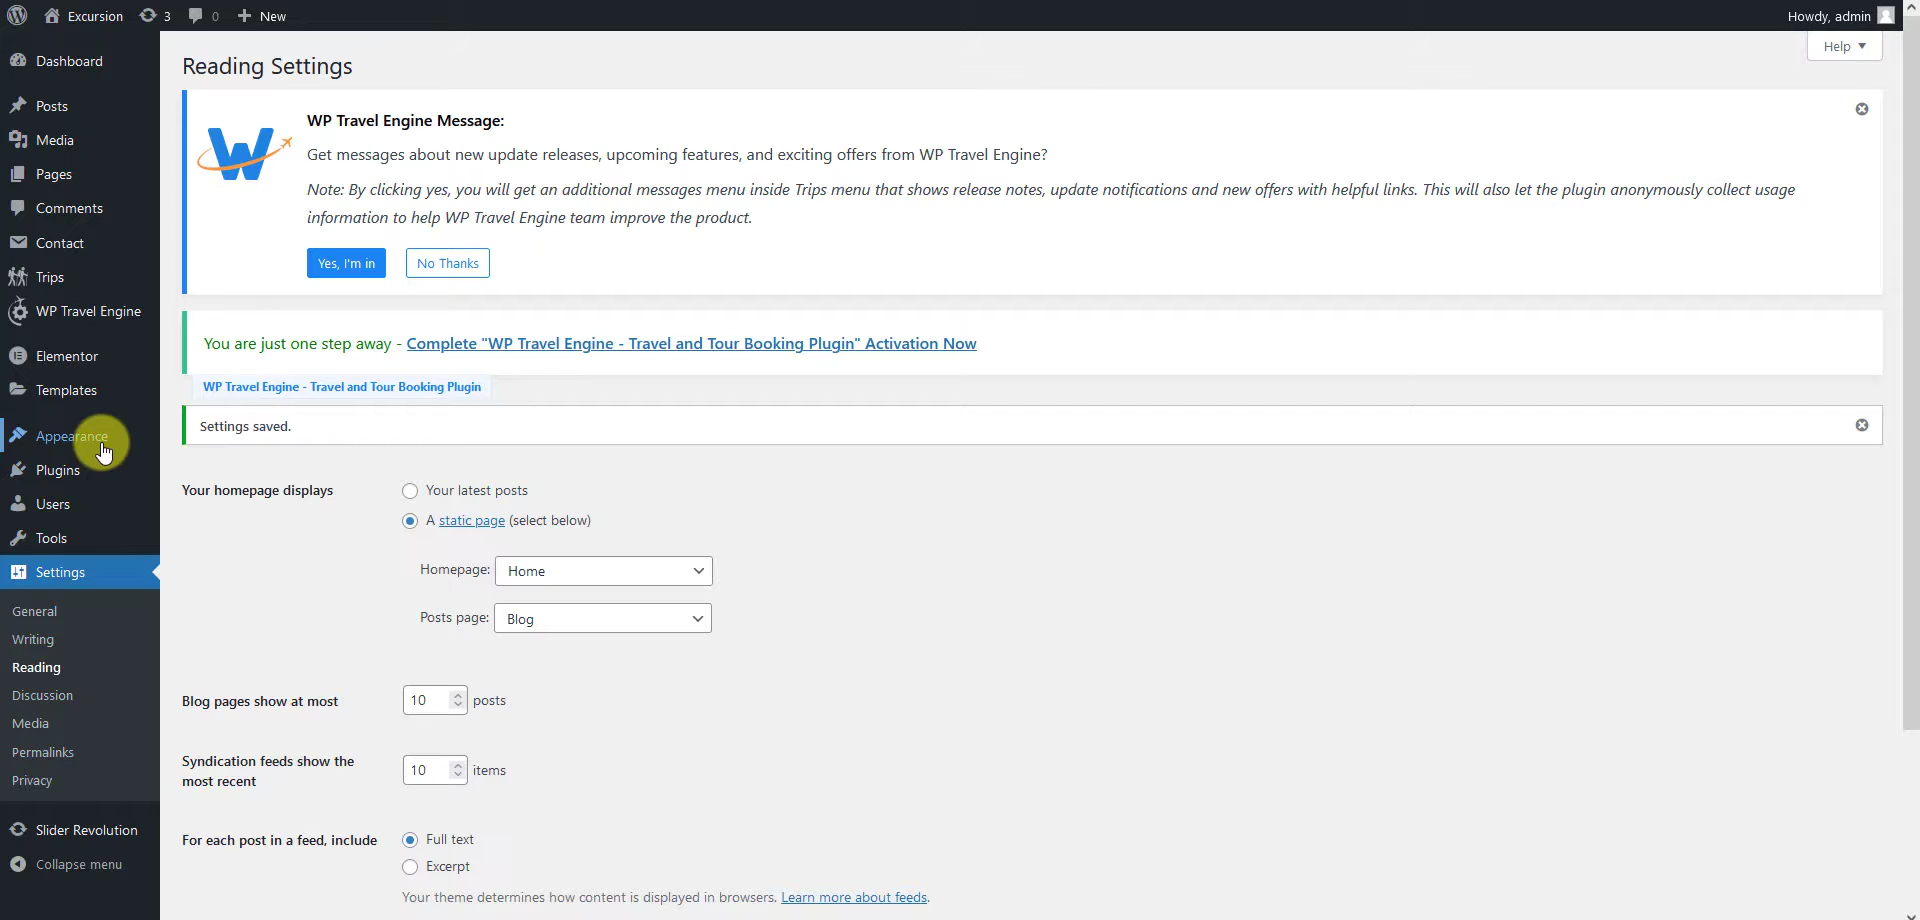 Excursion
3
0
New
Howdy, admin
Help
Dashboard
Posts
Media
Pages
Comments
Contact
Trips
WP Travel Engine
Elementor
Templates
Appearance
Plugins
Users
Tools
Settings
General
Writing
Reading
Discussion
Media
Permalinks
Privacy
Slider Revolution
Collapse menu
Reading Settings
WP Travel Engine Message:
Get messages about new update releases, upcoming features, and exciting offers from WP Travel Engine?
Note: By clicking yes, you will get an additional messages menu inside Trips menu that shows release notes, update notifications and new offers with helpful links. This will also let the plugin anonymously collect usage
information to help WP Travel Engine team improve the product.
Yes, I'm in
No Thanks
You are just one step away - Complete "WP Travel Engine - Travel and Tour Booking Plugin" Activation Now
WP Travel Engine - Travel and Tour Booking Plugin
Settings saved.
Your homepage displays
Your latest posts
A static page (select below)
Homepage: Home
Posts page: Blog
Blog pages show at most
10 posts
Syndication feeds show the
most recent
10 items
For each post in a feed, include
Full text
Excerpt
Your theme determines how content is displayed in browsers. Learn more about feeds.